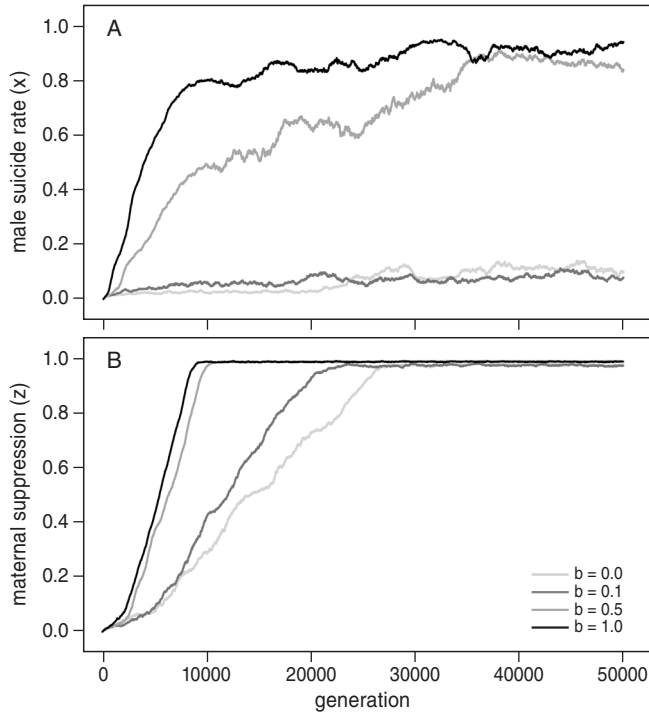 A
male suicide rate (x)
1.0
0.8
0.6
0.4
0.2
0.0
B
maternal suppression (z)
1.0
0.8
0.6
0.4
0.2
0.0
b = 0.0
b = 0.1
b = 0.5
b = 1.0
0 10000 20000 30000 40000 50000
generation